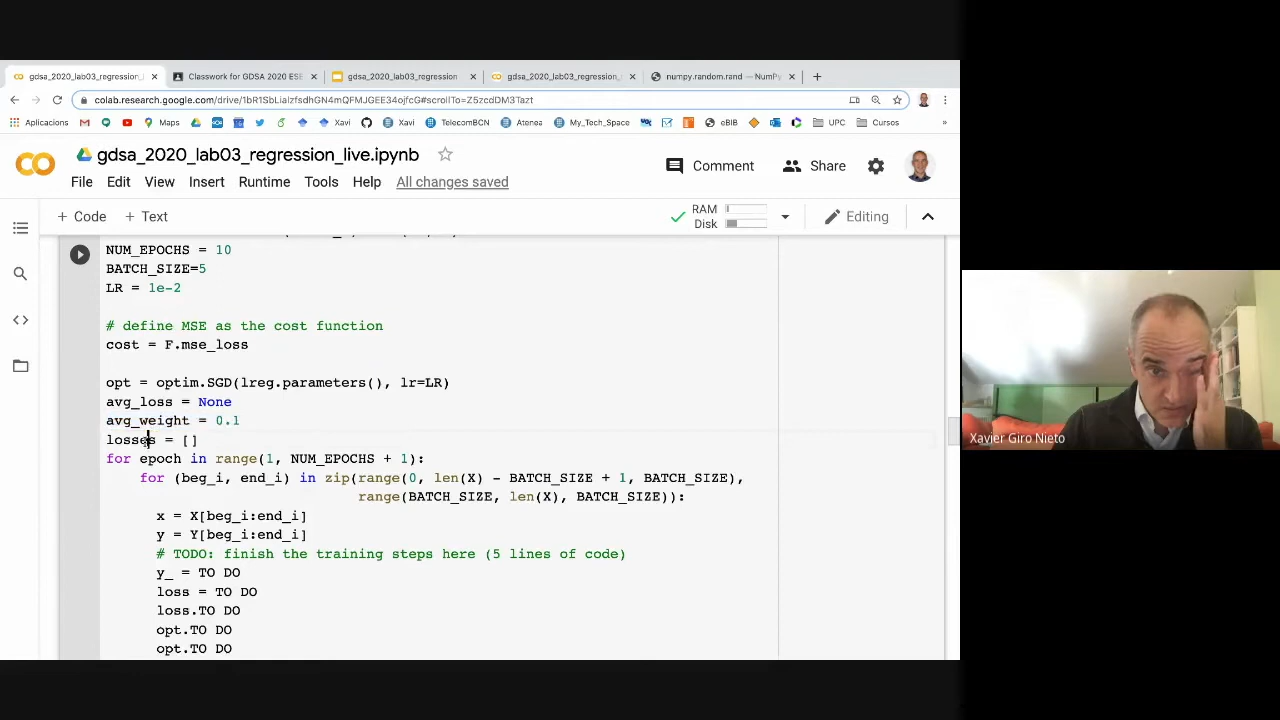 gdsa_2020_lab03_regression_l
Classwork for GDSA 2020 ESE
gdsa_2020_lab03_regression
gdsa_2020_lab03_regression_
numpy.random.rand — NumPy
colab.research.google.com/drive/1bR1SbLialzfsdhGN4mQFMJGEE34ojfcG#scrollTo=Z5zcdDM3Tazt
Aplicacions
Maps
Xavi
Xavi
TelecomBCN
Atenea
My_Tech_Space
eBIB
UPC
Cursos
gdsa_2020_lab03_regression_live.ipynb
Comment
Share
File Edit View Insert Runtime Tools Help All changes saved
+ Code + Text
RAM
Disk
Editing
NUM_EPOCHS = 10
BATCH_SIZE=5
LR = 1e-2
# define MSE as the cost function
cost = F.mse_loss
opt = optim.SGD(lreg.parameters(), lr=LR)
avg_loss = None
avg_weight = 0.1
losses = []
for epoch in range(1, NUM_EPOCHS + 1):
for (beg_i, end_i) in zip(range(0, len(X) - BATCH_SIZE + 1, BATCH_SIZE),
range(BATCH_SIZE, len(X), BATCH_SIZE)):
x = X[beg_i:end_i]
y = Y[beg_i:end_i]
# TODO: finish the training steps here (5 lines of code)
y_ = TO DO
loss = TO DO
loss.TO DO
opt.TO DO
opt.TO DO
Xavier Giro Nieto